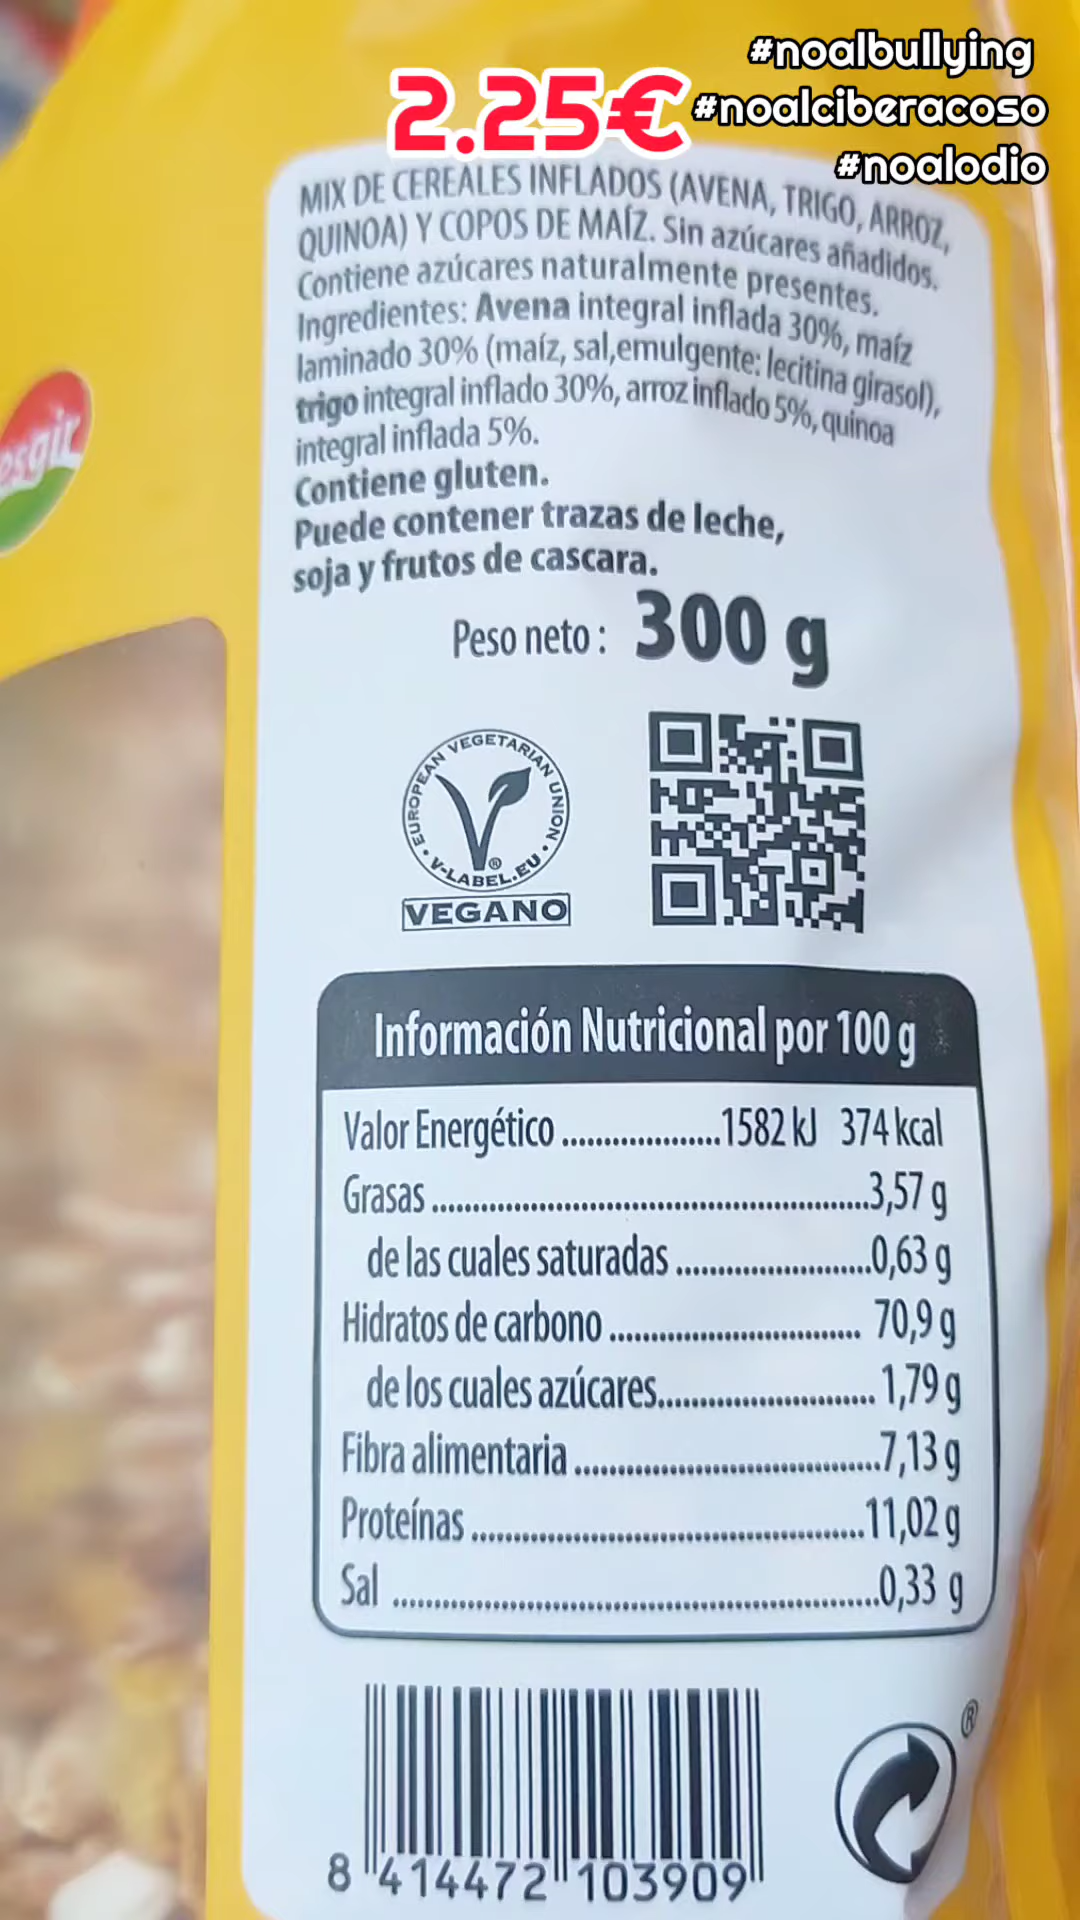 #noalbullying
2.25€ #noalciberacoso
#noalodio
MIX DE CEREALES INFLADOS (AVENA, TRIGO, ARROZ,
QUINOA) Y COPOS DE MAÍZ. Sin azúcares añadidos.
Contiene azúcares naturalmente presentes.
Ingredientes: Avena integral inflada 30%, maíz
laminado 30% (maíz, sal,emulgente: lecitina girasol),
trigo integral inflado 30%, arroz inflado 5%, quinoa
integral inflada 5%.
Contiene gluten.
Puede contener trazas de leche,
soja y frutos de cascara.
Peso neto: 300 g
EUROPEAN VEGETARIAN UNION
V-LABEL.EU
VEGANO
Información Nutricional por 100 g
Valor Energético....................1582 kJ 374 kcal
Grasas....................3,57 g
de las cuales saturadas....................0,63 g
Hidratos de carbono.................... 70,9 g
de los cuales azúcares.................... 1,79 g
Fibra alimentaria....................7,13 g
Proteínas....................11,02 g
Sal ....................0,33 g
8 414472 103909